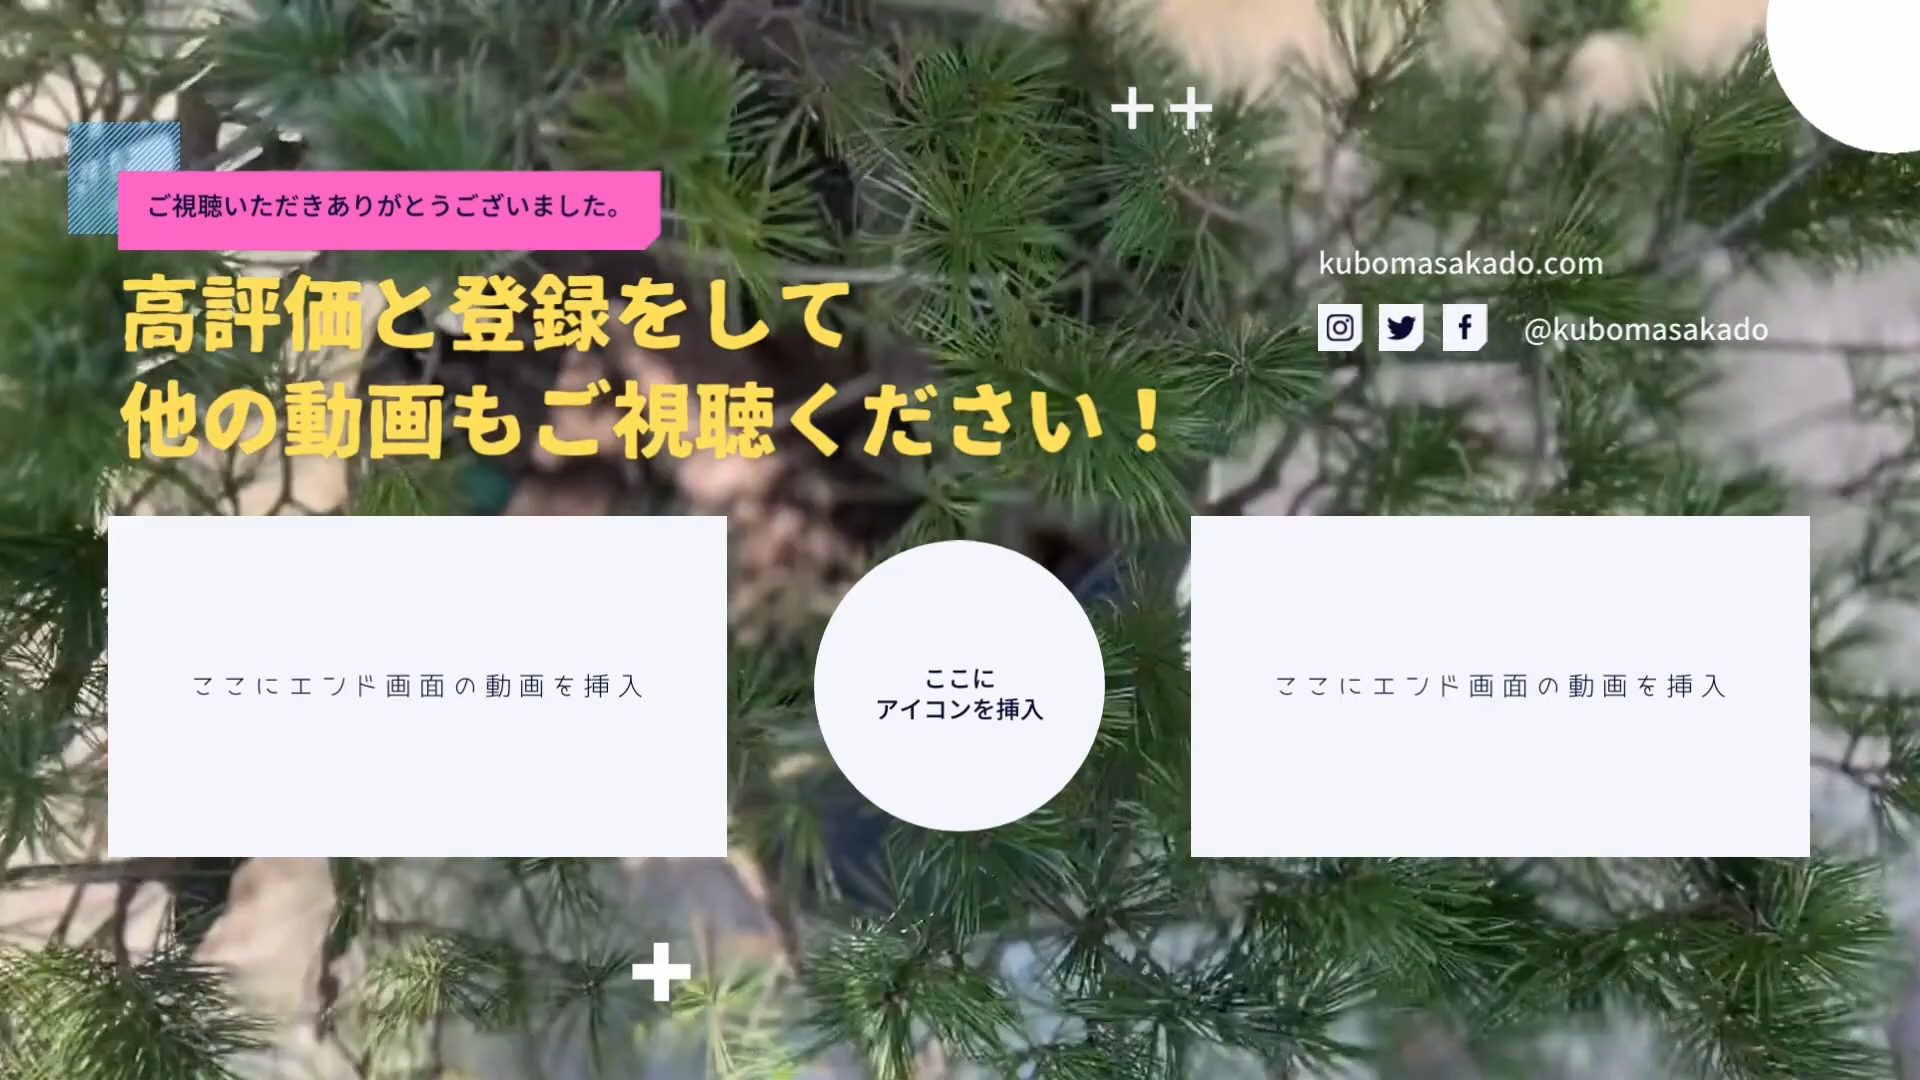 ご視聴いただきありがとうございました。
高評価と登録をして
他の動画もご視聴ください！
kubomasakado.com
@kubomasakado
ここにエンド画面の動画を挿入
ここに
アイコンを挿入
ここにエンド画面の動画を挿入